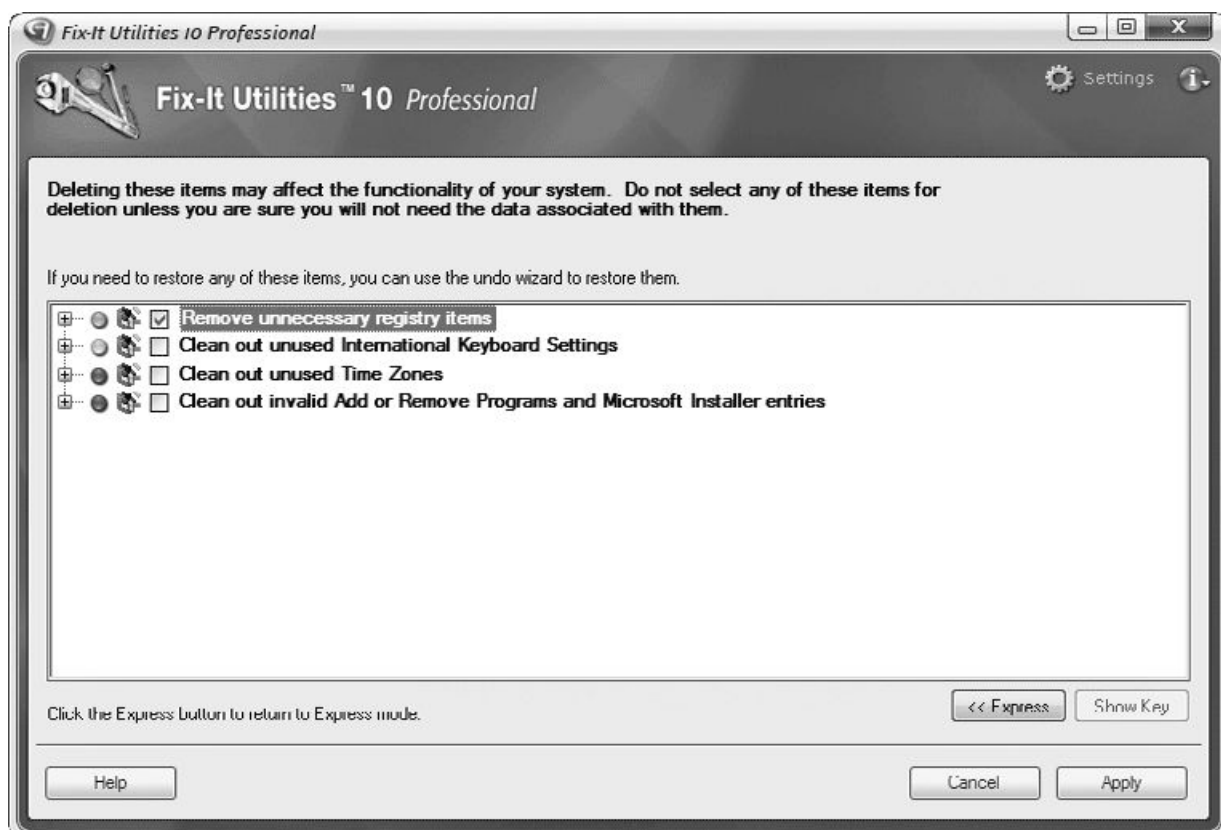 Fix-It Utilities 10 Professional
Fix-It Utilities™ 10 Professional
Settings
Deleting these items may affect the functionality of your system. Do not select any of these items for
deletion unless you are sure you will not need the data associated with them.
If you need to restore any of these items, you can use the undo wizard to restore them.
Remove unnecessary registry items
Clean out unused International Keyboard Settings
Clean out unused Time Zones
Clean out invalid Add or Remove Programs and Microsoft Installer entries
Click the Express button to return to Express mode.
<< Express
Show Key
Help
Cancel
Apply